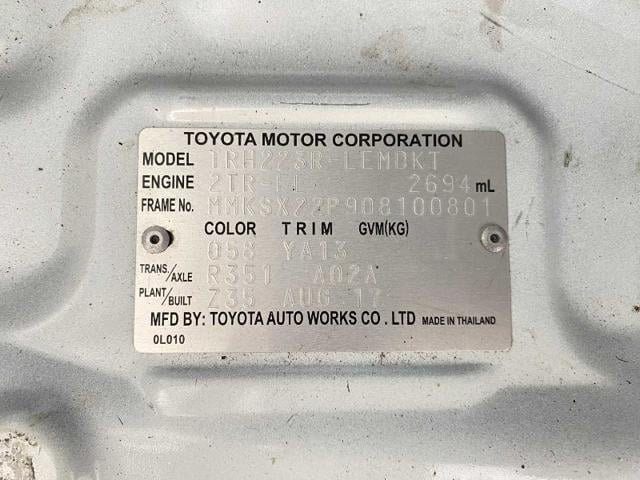 TOYOTA MOTOR CORPORATION
MODEL TRH223R-LEMDKT
ENGINE 2TR-FE 2694 mL
FRAME No. MMKSX22P908100801
COLOR TRIM GVM(KG)
058 YA13
TRANS./AXLE R351 A02A
PLANT/BUILT Z35 AUG 17
MFD BY: TOYOTA AUTO WORKS CO . LTD MADE IN THAILAND
0L010